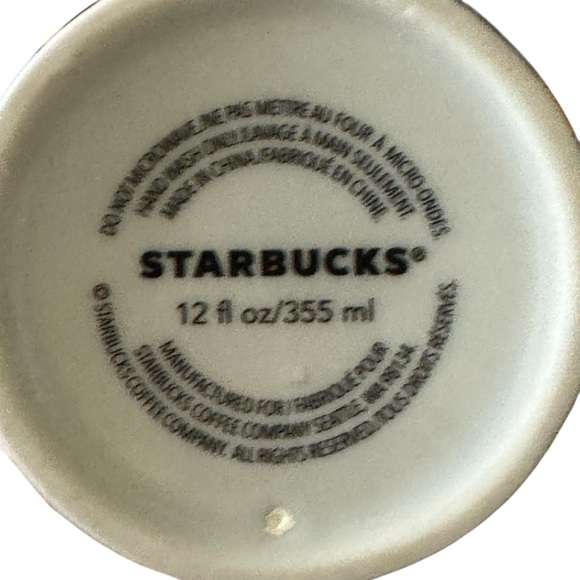 DO NOT MICROWAVE./NE PAS METTRE AU FOUR À MICRO-ONDES.
HAND WASH ONLY./LAVAGE À MAIN SEULEMENT.
MADE IN CHINA./FABRIQUÉ EN CHINE.
STARBUCKS®
12 fl oz/355 ml
MANUFACTURED FOR / FABRIQUÉ POUR
STARBUCKS COFFEE COMPANY SEATTLE, WA 98134
© STARBUCKS COFFEE COMPANY. ALL RIGHTS RESERVED./TOUS DROITS RÉSERVÉS.